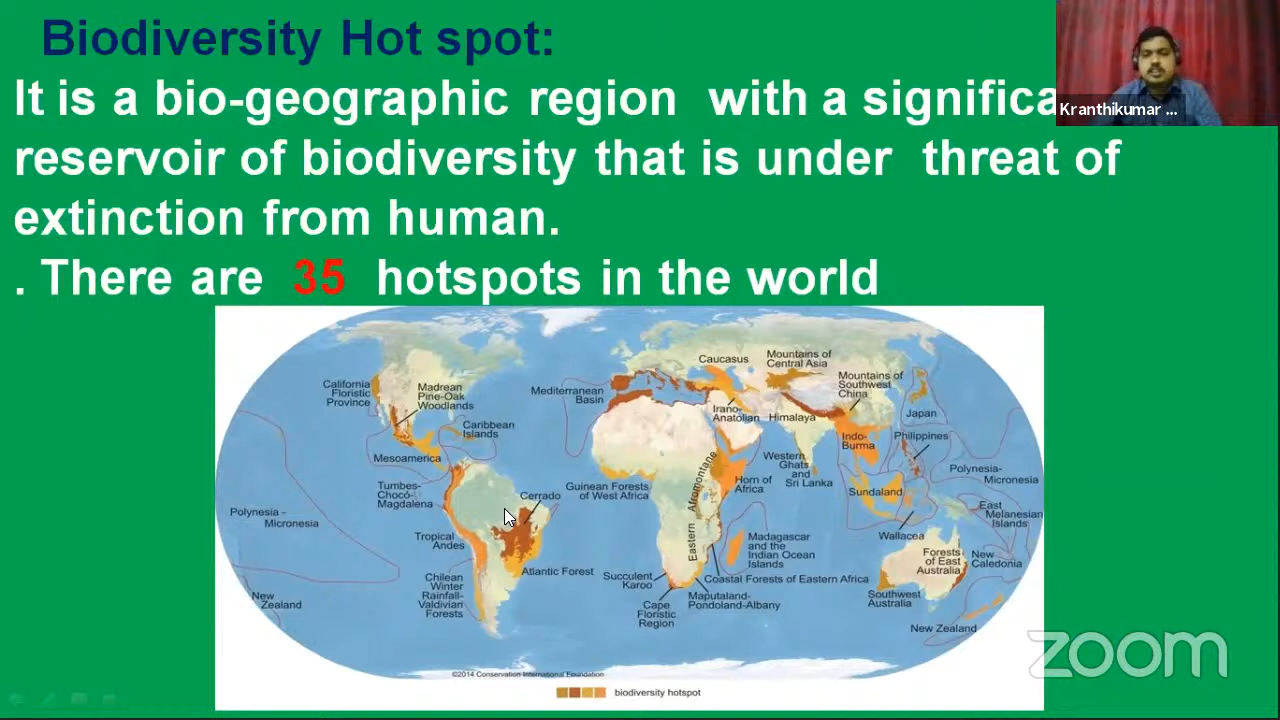 Biodiversity Hot spot:
It is a bio-geographic region with a significa
Kranthikumar ...
reservoir of biodiversity that is under threat of
extinction from human.
. There are 35 hotspots in the world
Caucasus
Mountains of
Central Asia
California
Floristic
Province
Madrean
Pine-Oak
Woodlands
Mediterranean
Basin
Mountains of
Southwest
China
Irano-
Anatolian
Himalaya
Japan
Caribbean
Islands
Indo-
Burma
Philippines
Mesoamerica
Western
Ghats
and
Sri Lanka
Polynesia-
Micronesia
Tumbes-
Chocó-
Magdalena
Cerrado
Guinean Forests
of West Africa
Eastern Afromontane
Horn of
Africa
Sundaland
Polynesia -
Micronesia
East
Melanesian
Islands
Tropical
Andes
Madagascar
and the
Indian Ocean
Islands
Wallacea
Forests
of East
Australia
New
Caledonia
Atlantic Forest
Succulent
Karoo
Coastal Forests of Eastern Africa
Chilean
Winter
Rainfall-
Valdivian
Forests
New
Zealand
Cape
Floristic
Region
Maputaland-
Pondoland-Albany
Southwest
Australia
New Zealand
©2014 Conservation International Foundation
biodiversity hotspot
zoom